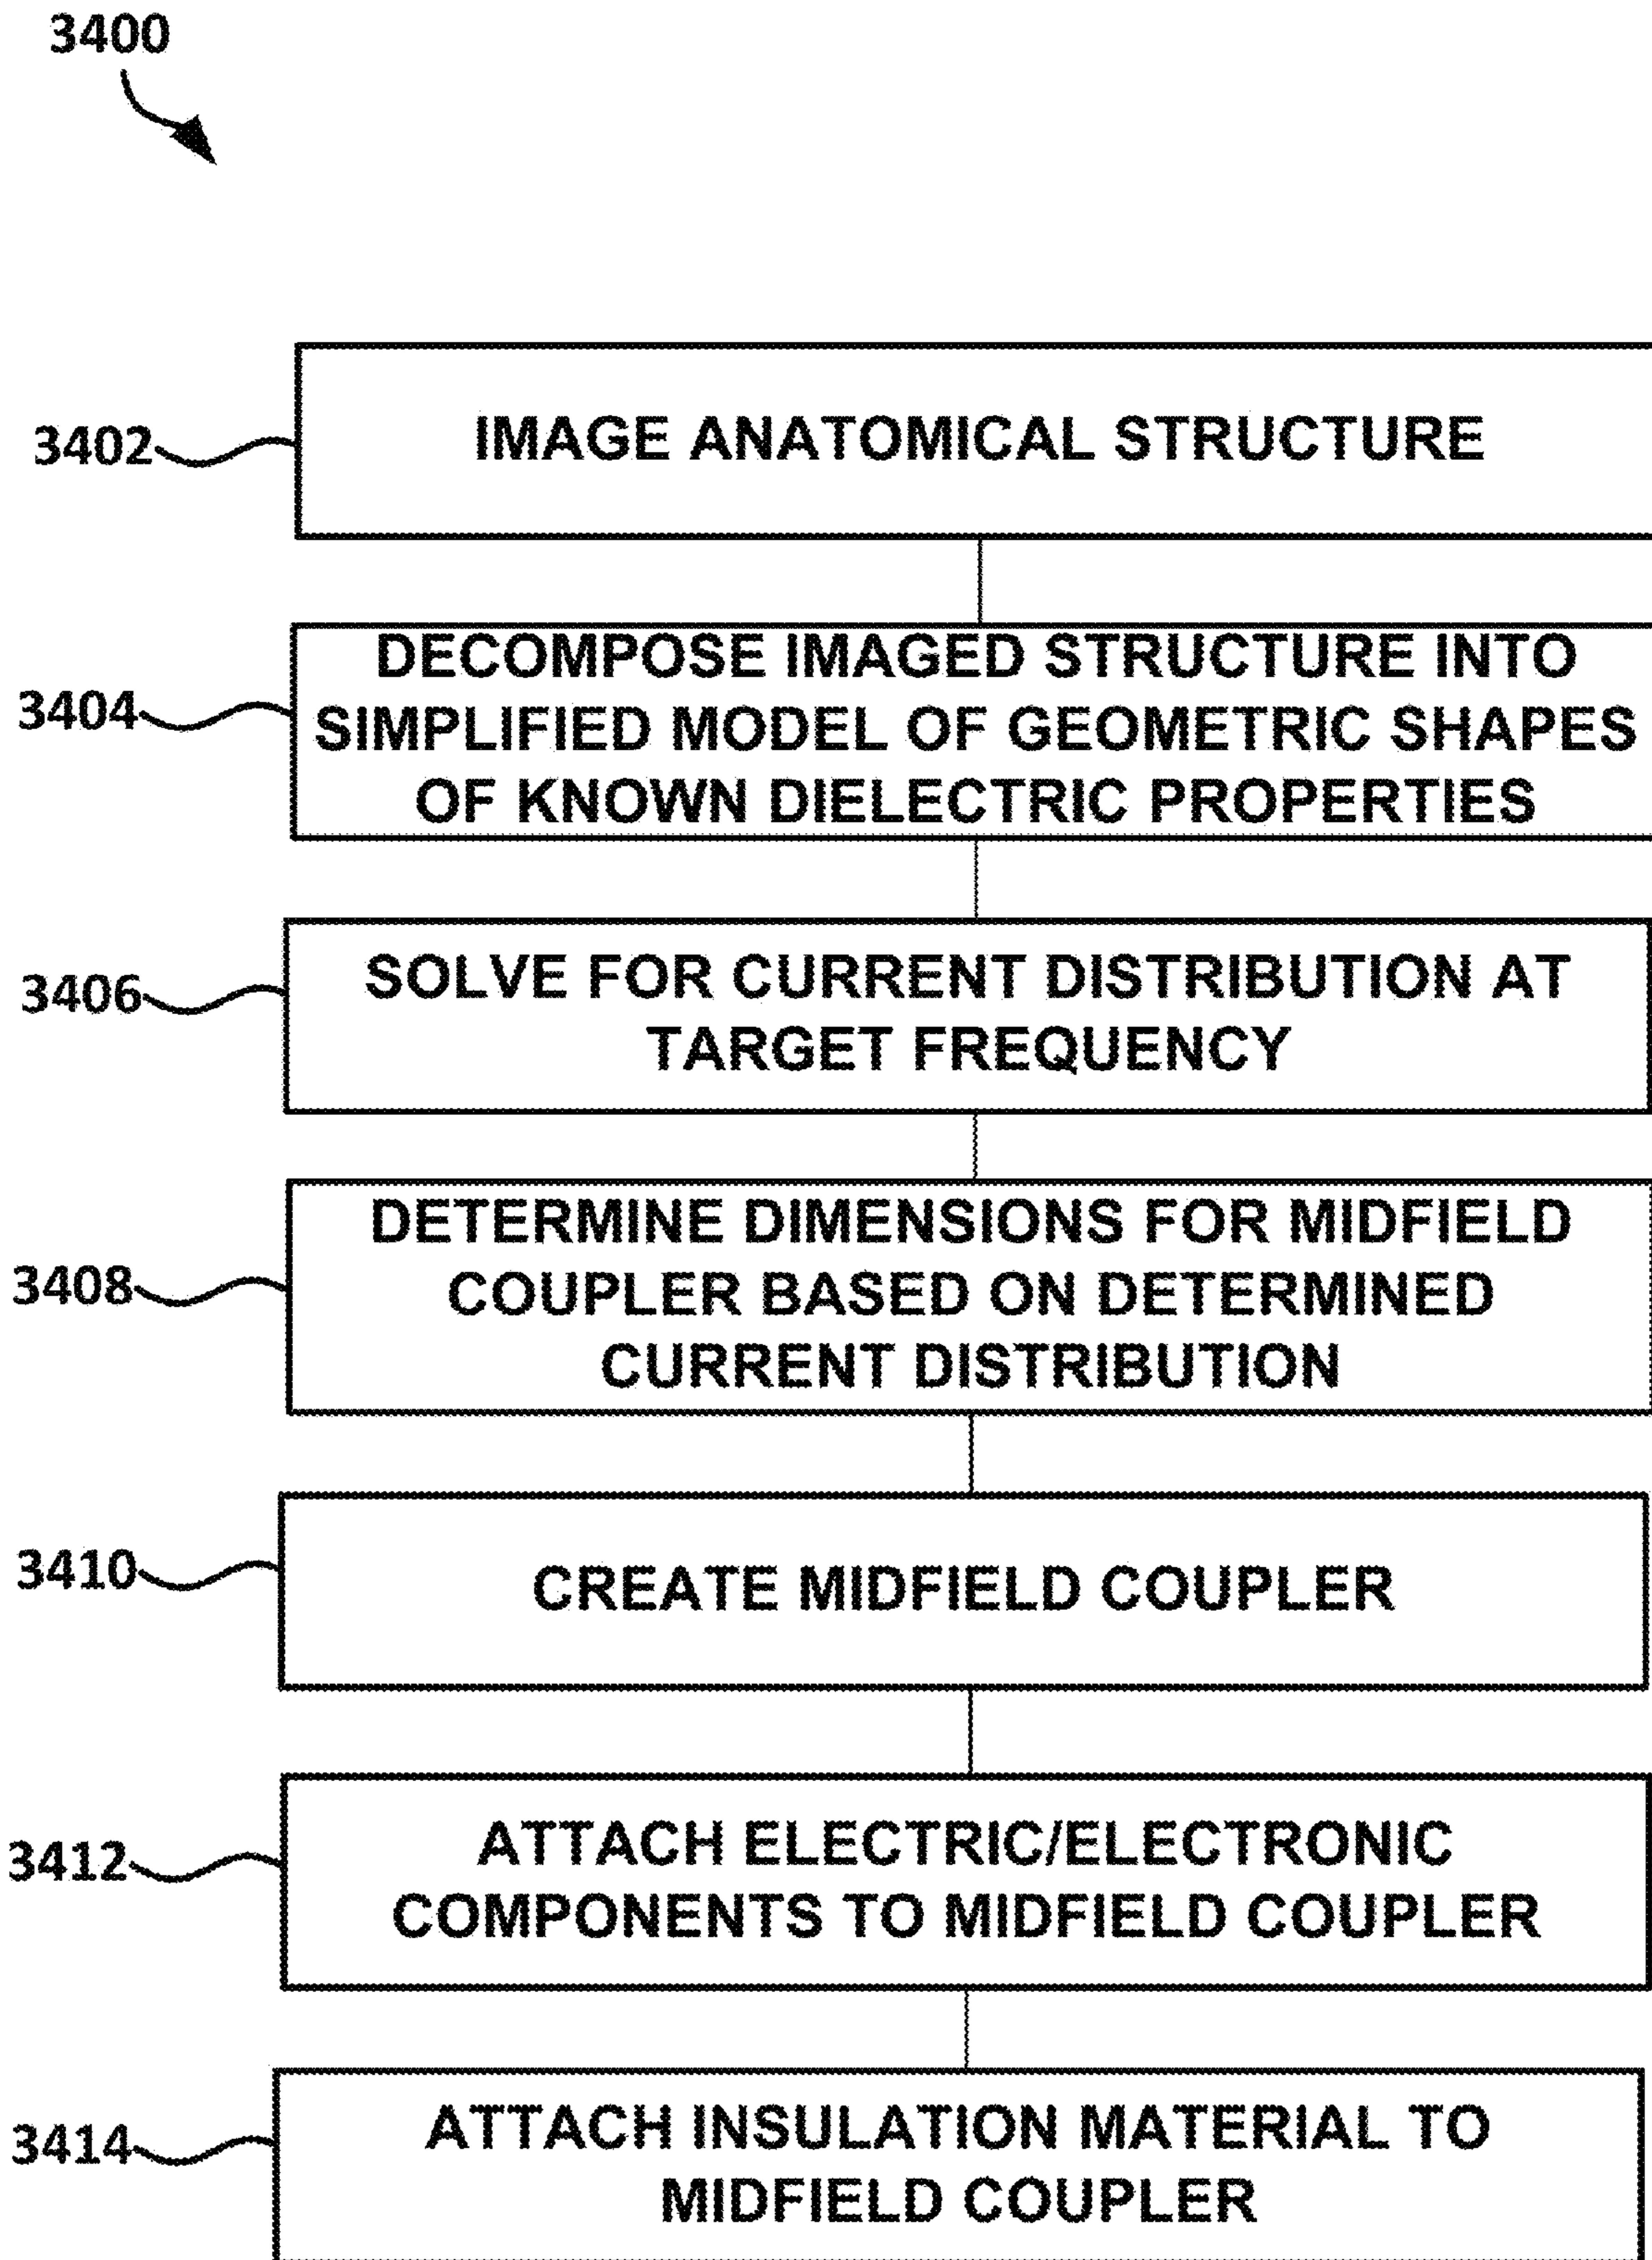 3400
3402
IMAGE ANATOMICAL STRUCTURE
3404
DECOMPOSE IMAGED STRUCTURE INTO
SIMPLIFIED MODEL OF GEOMETRIC SHAPES
OF KNOWN DIELECTRIC PROPERTIES
3406
SOLVE FOR CURRENT DISTRIBUTION AT
TARGET FREQUENCY
3408
DETERMINE DIMENSIONS FOR MIDFIELD
COUPLER BASED ON DETERMINED
CURRENT DISTRIBUTION
3410
CREATE MIDFIELD COUPLER
3412
ATTACH ELECTRIC/ELECTRONIC
COMPONENTS TO MIDFIELD COUPLER
3414
ATTACH INSULATION MATERIAL TO
MIDFIELD COUPLER